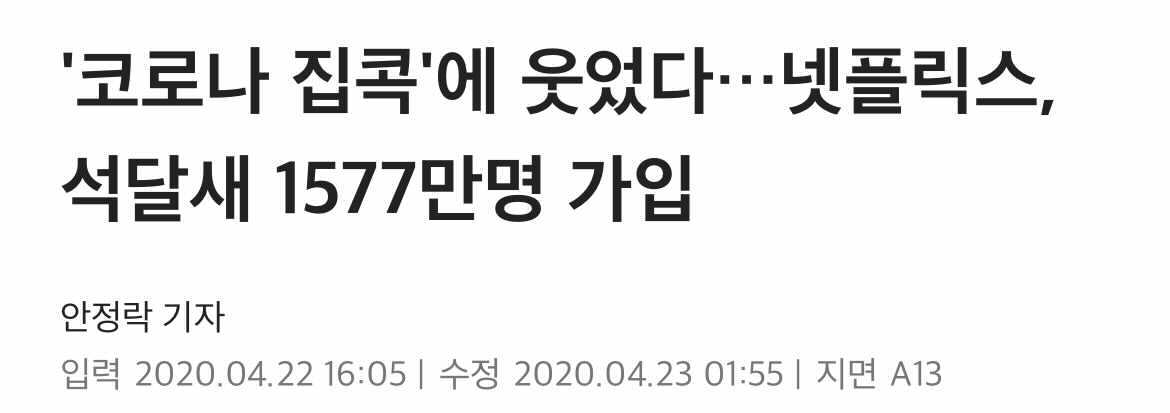 '코로나 집콕'에 웃었다…넷플릭스,
석달새 1577만명 가입
안정락 기자
입력 2020.04.22 16:05 | 수정 2020.04.23 01:55 | 지면 A13